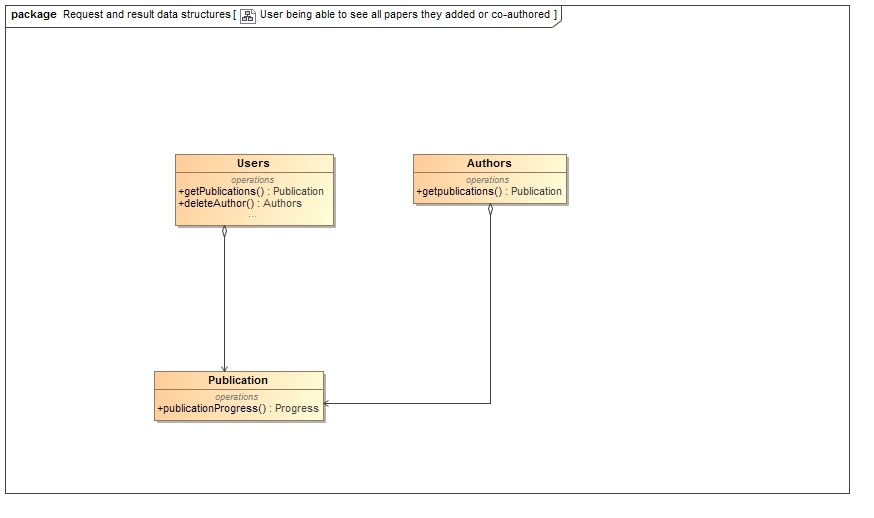 package Request and result data structures [ User being able to see all papers they added or co-authored ]
Users
operations
+getPublications() : Publication
+deleteAuthor() : Authors
...
Authors
operations
+getpublications() : Publication
Publication
operations
+publicationProgress() : Progress